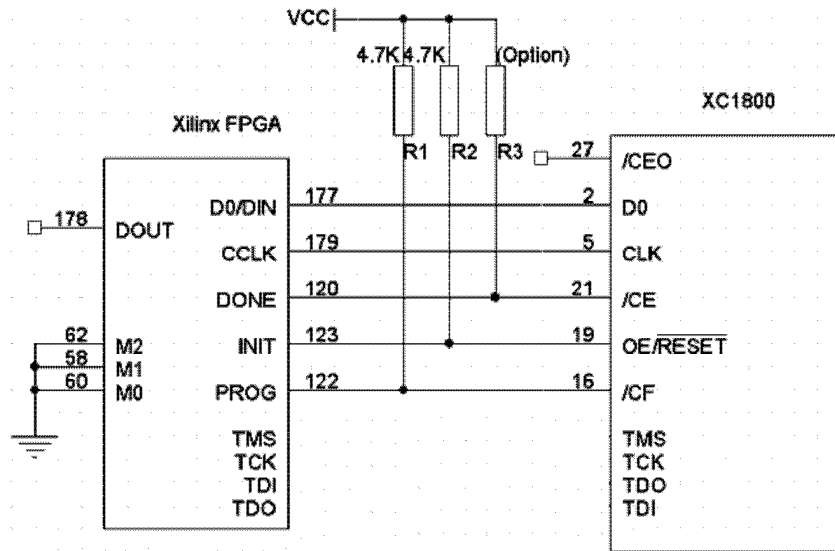 VCC
4.7K 4.7K (Option)
R1 R2 R3
Xilinx FPGA
178 DOUT
62 M2
58 M1
60 M0
D0/DIN 177
CCLK 179
DONE 120
INIT 123
PROG 122
TMS
TCK
TDI
TDO
XC1800
27 /CEO
2 D0
5 CLK
21 /CE
19 OE/RESET
16 /CF
TMS
TCK
TDO
TDI